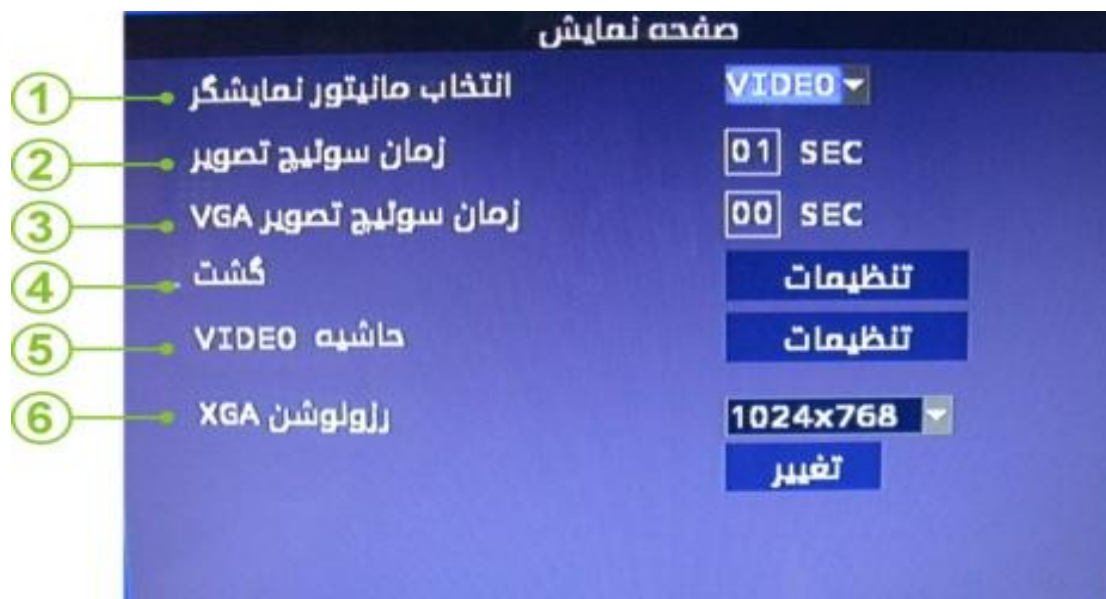 صفحه نمایش
1 انتخاب مانیتور نمایشگر VIDEO
2 زمان سوئیچ تصویر 01 SEC
3 زمان سوئیچ تصویر VGA 00 SEC
4 گشت تنظیمات
5 حاشیه VIDEO تنظیمات
6 رزولوشن XGA 1024x768
تغییر